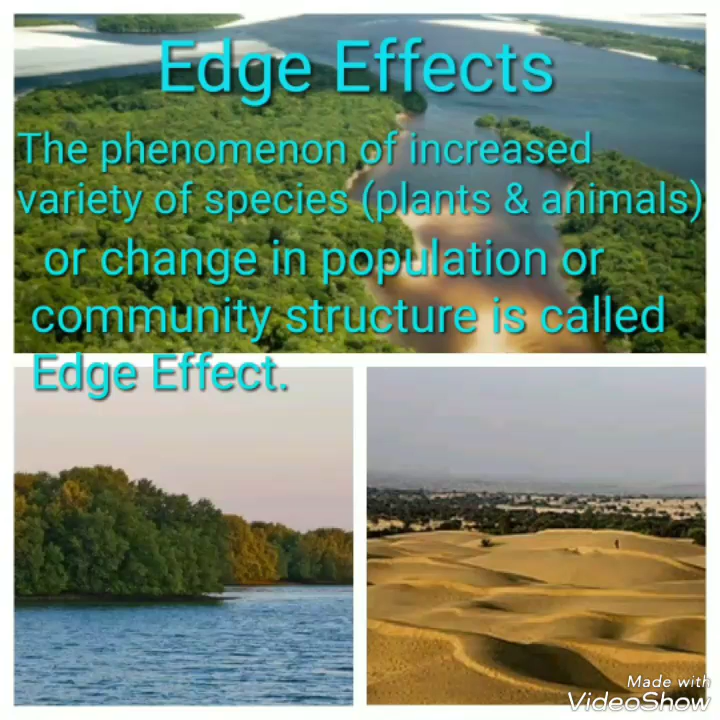 Edge Effects
The phenomenon of increased
variety of species (plants & animals)
or change in population or
community structure is called
Edge Effect.
Made with
VideoShow